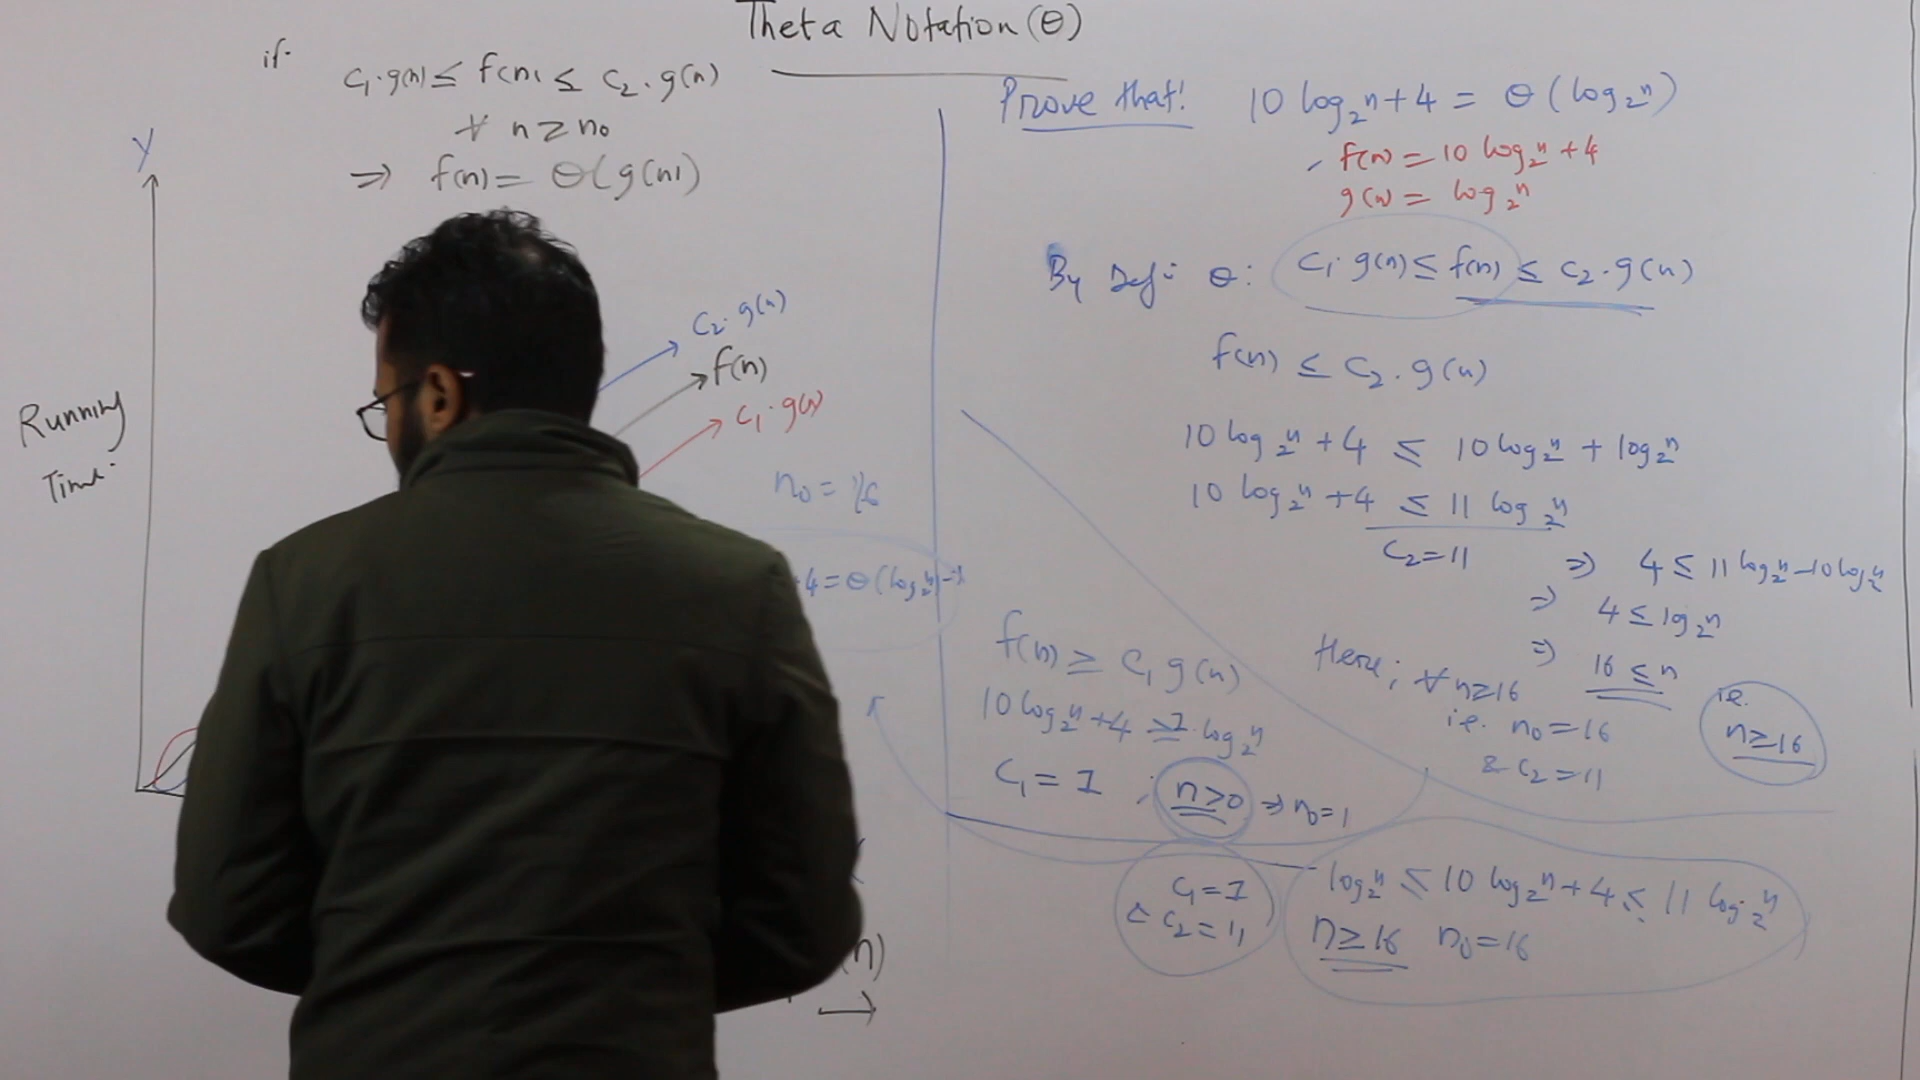 Theta Notation (θ)
if
C₁·g(n) ≤ f(n) ≤ C₂·g(n)
∀ n ≥ n₀
⇒ f(n) = θ(g(n))
Y
Running
Time
C₂·g(n)
f(n)
C₁·g(n)
n₀ = 16
4 = θ(log₂ⁿ)
(n)
Prove that! 10 log₂ⁿ + 4 = θ(log₂ⁿ)
f(n) = 10 log₂ⁿ + 4
g(n) = log₂ⁿ
By Defⁿ θ: C₁·g(n) ≤ f(n) ≤ C₂·g(n)
f(n) ≤ C₂·g(n)
10 log₂ⁿ + 4 ≤ 10 log₂ⁿ + log₂ⁿ
10 log₂ⁿ + 4 ≤ 11 log₂ⁿ
C₂ = 11
⇒ 4 ≤ 11 log₂ⁿ - 10 log₂ⁿ
⇒ 4 ≤ log₂ⁿ
⇒ 16 ≤ n
i.e. n ≥ 16
Here; ∀ n ≥ 16
i.e. n₀ = 16
& C₂ = 11
f(n) ≥ C₁ g(n)
10 log₂ⁿ + 4 ≥ 1·log₂ⁿ
C₁ = 1 ; n > 0 ⇒ n₀ = 1
C₁ = 1
C₂ = 11
log₂ⁿ ≤ 10 log₂ⁿ + 4 ≤ 11 log₂ⁿ
n ≥ 16 n₀ = 16